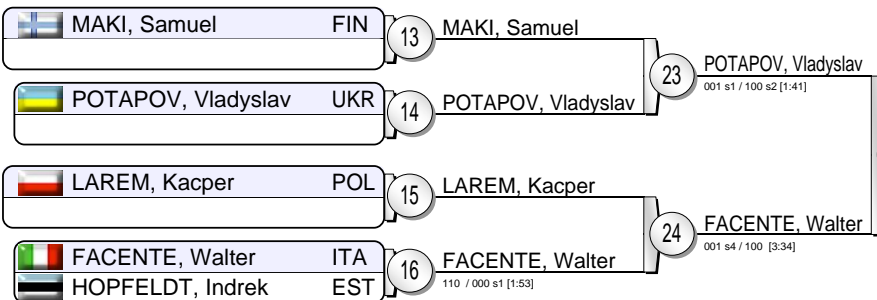 MAKI, Samuel FIN
13
MAKI, Samuel
POTAPOV, Vladyslav UKR
14
POTAPOV, Vladyslav
23
POTAPOV, Vladyslav
001 s1 / 100 s2 [1:41]
LAREM, Kacper POL
15
LAREM, Kacper
FACENTE, Walter ITA
HOPFELDT, Indrek EST
16
FACENTE, Walter
110 / 000 s1 [1:53]
24
FACENTE, Walter
001 s4 / 100 [3:34]